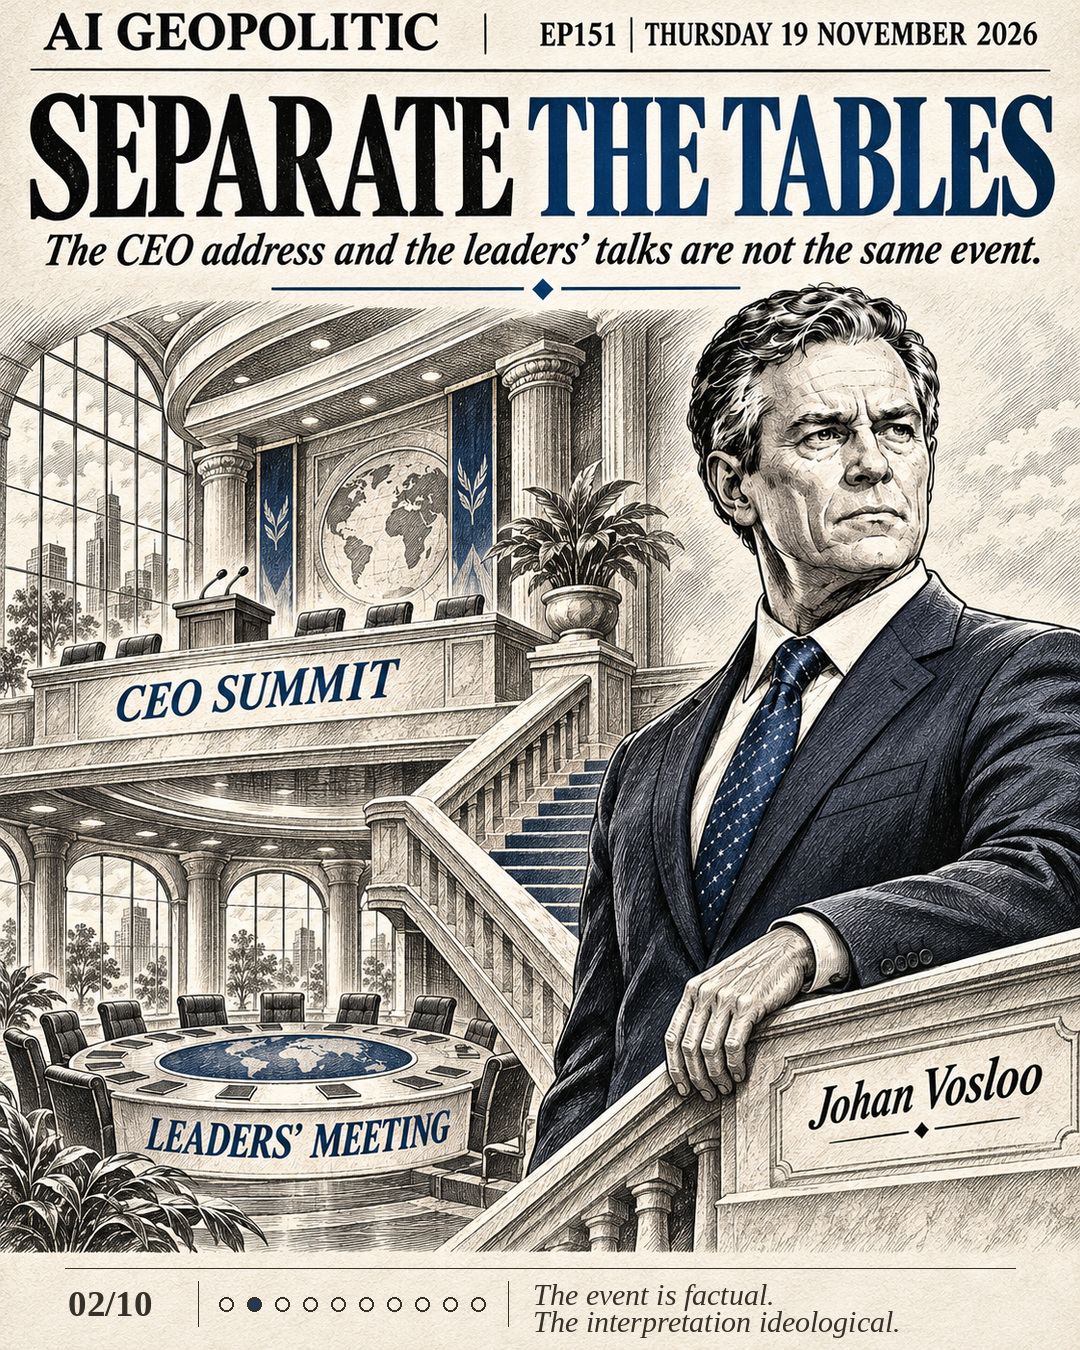 AI GEOPOLITIC | EP151 | THURSDAY 19 NOVEMBER 2026
SEPARATE THE TABLES
The CEO address and the leaders’ talks are not the same event.
CEO SUMMIT
LEADERS’ MEETING
Johan Vosloo
02/10
The event is factual.
The interpretation ideological.